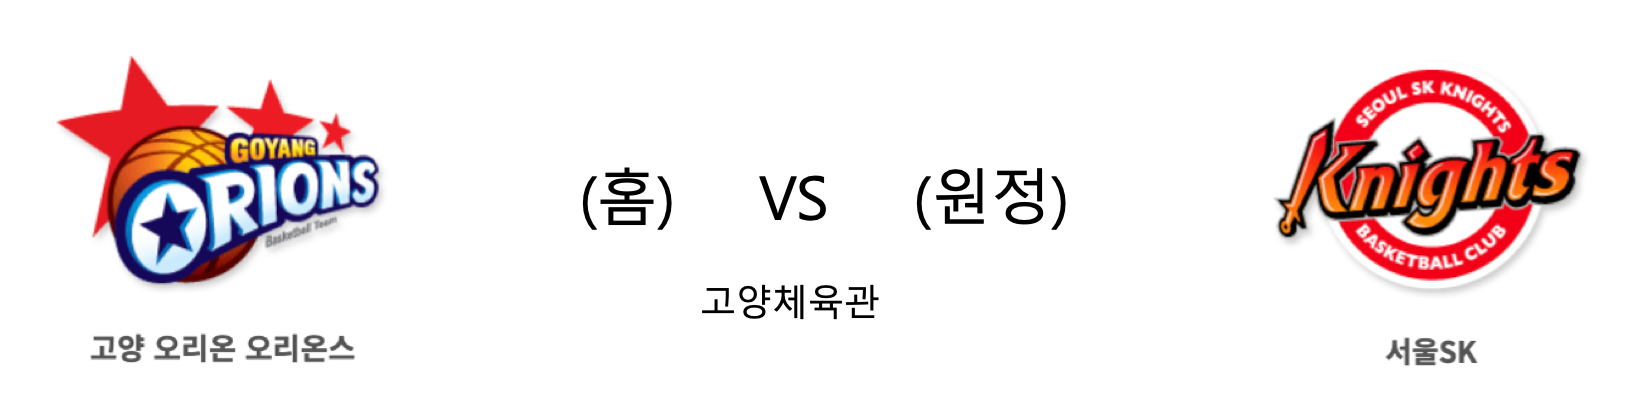 GOYANG
ORIONS
Basketball Team
고양 오리온 오리온스
(홈) VS (원정)
고양체육관
SEOUL SK KNIGHTS
Knights
BASKETBALL CLUB
서울SK